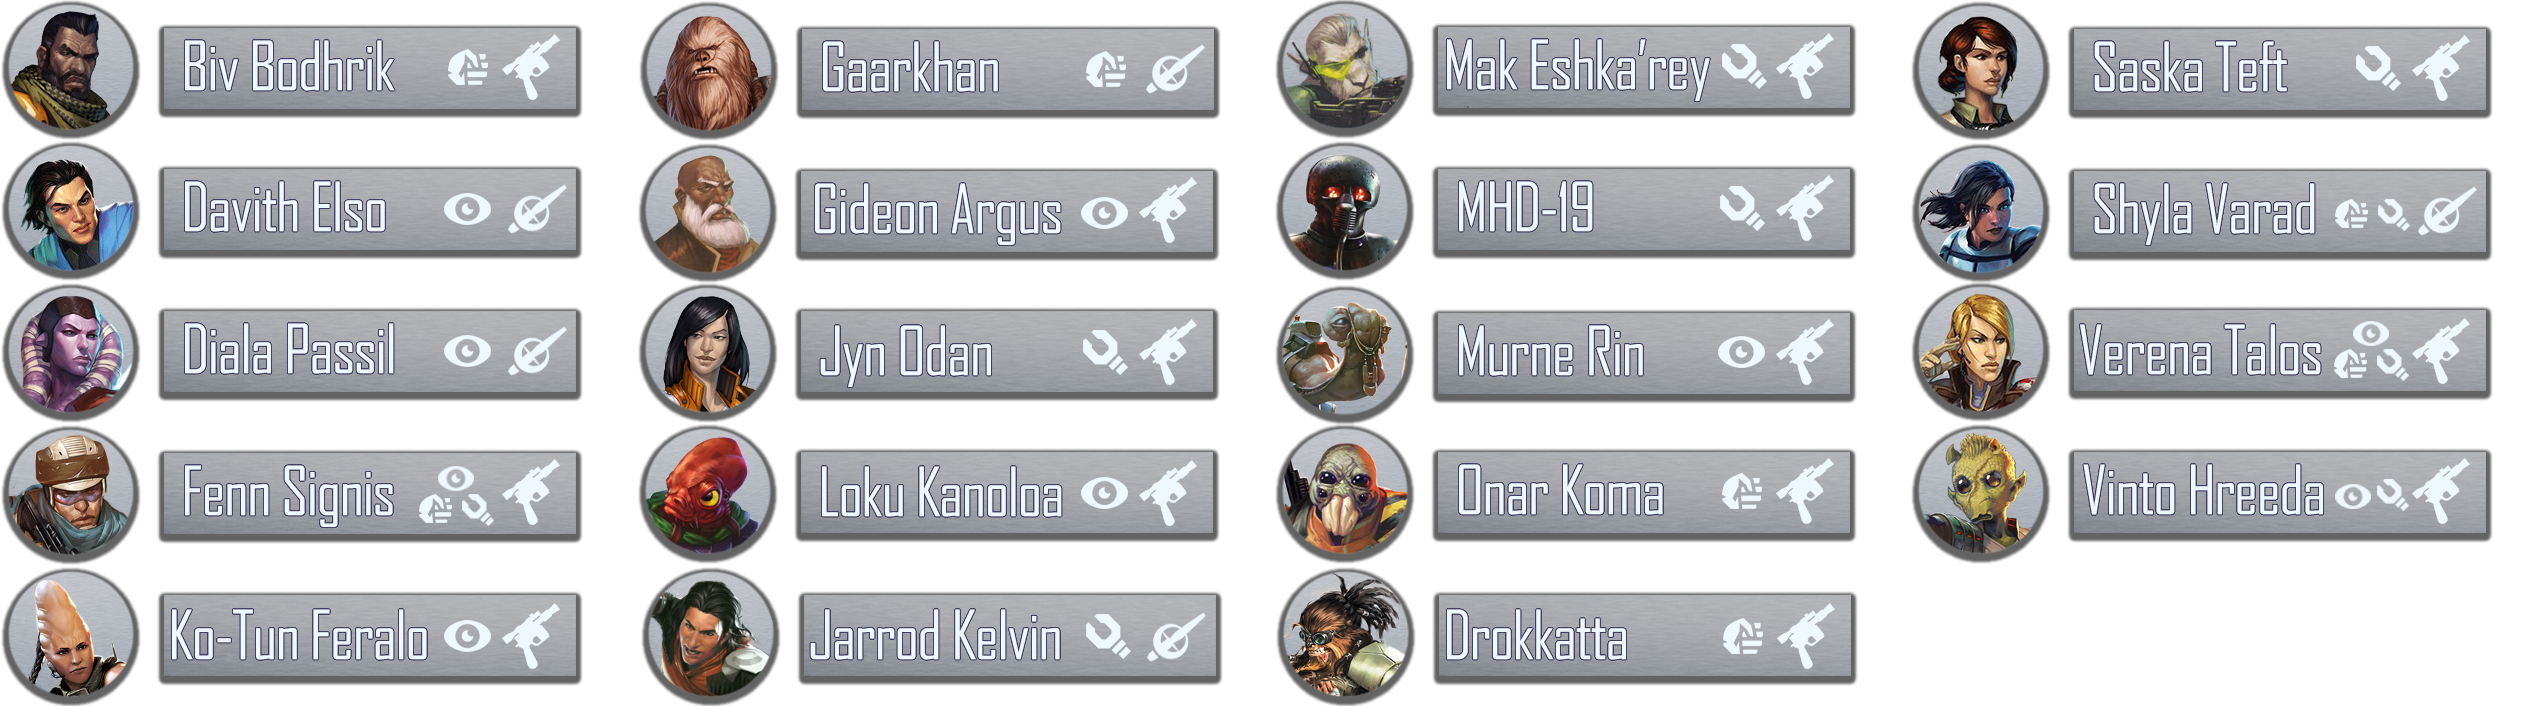 Biv Bodhrik
Gaarkhan
Mak Eshka'rey
Saska Teft
Davith Elso
Gideon Argus
MHD-19
Shyla Varad
Diala Passil
Jyn Odan
Murne Rin
Verena Talos
Fenn Signis
Loku Kanoloa
Onar Koma
Vinto Hreeda
Ko-Tun Feralo
Jarrod Kelvin
Drokkatta